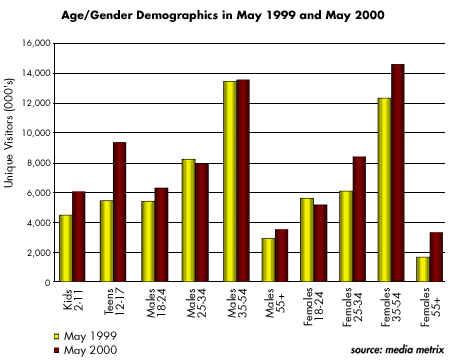 Age/Gender Demographics in May 1999 and May 2000
Unique Visitors (000's)
16,000
14,000
12,000
10,000
8,000
6,000
4,000
2,000
0
Kids
2-11
Teens
12-17
Males
18-24
Males
25-34
Males
35-54
Males
55+
Females
18-24
Females
25-34
Females
35-54
Females
55+
May 1999
May 2000
source: media metrix